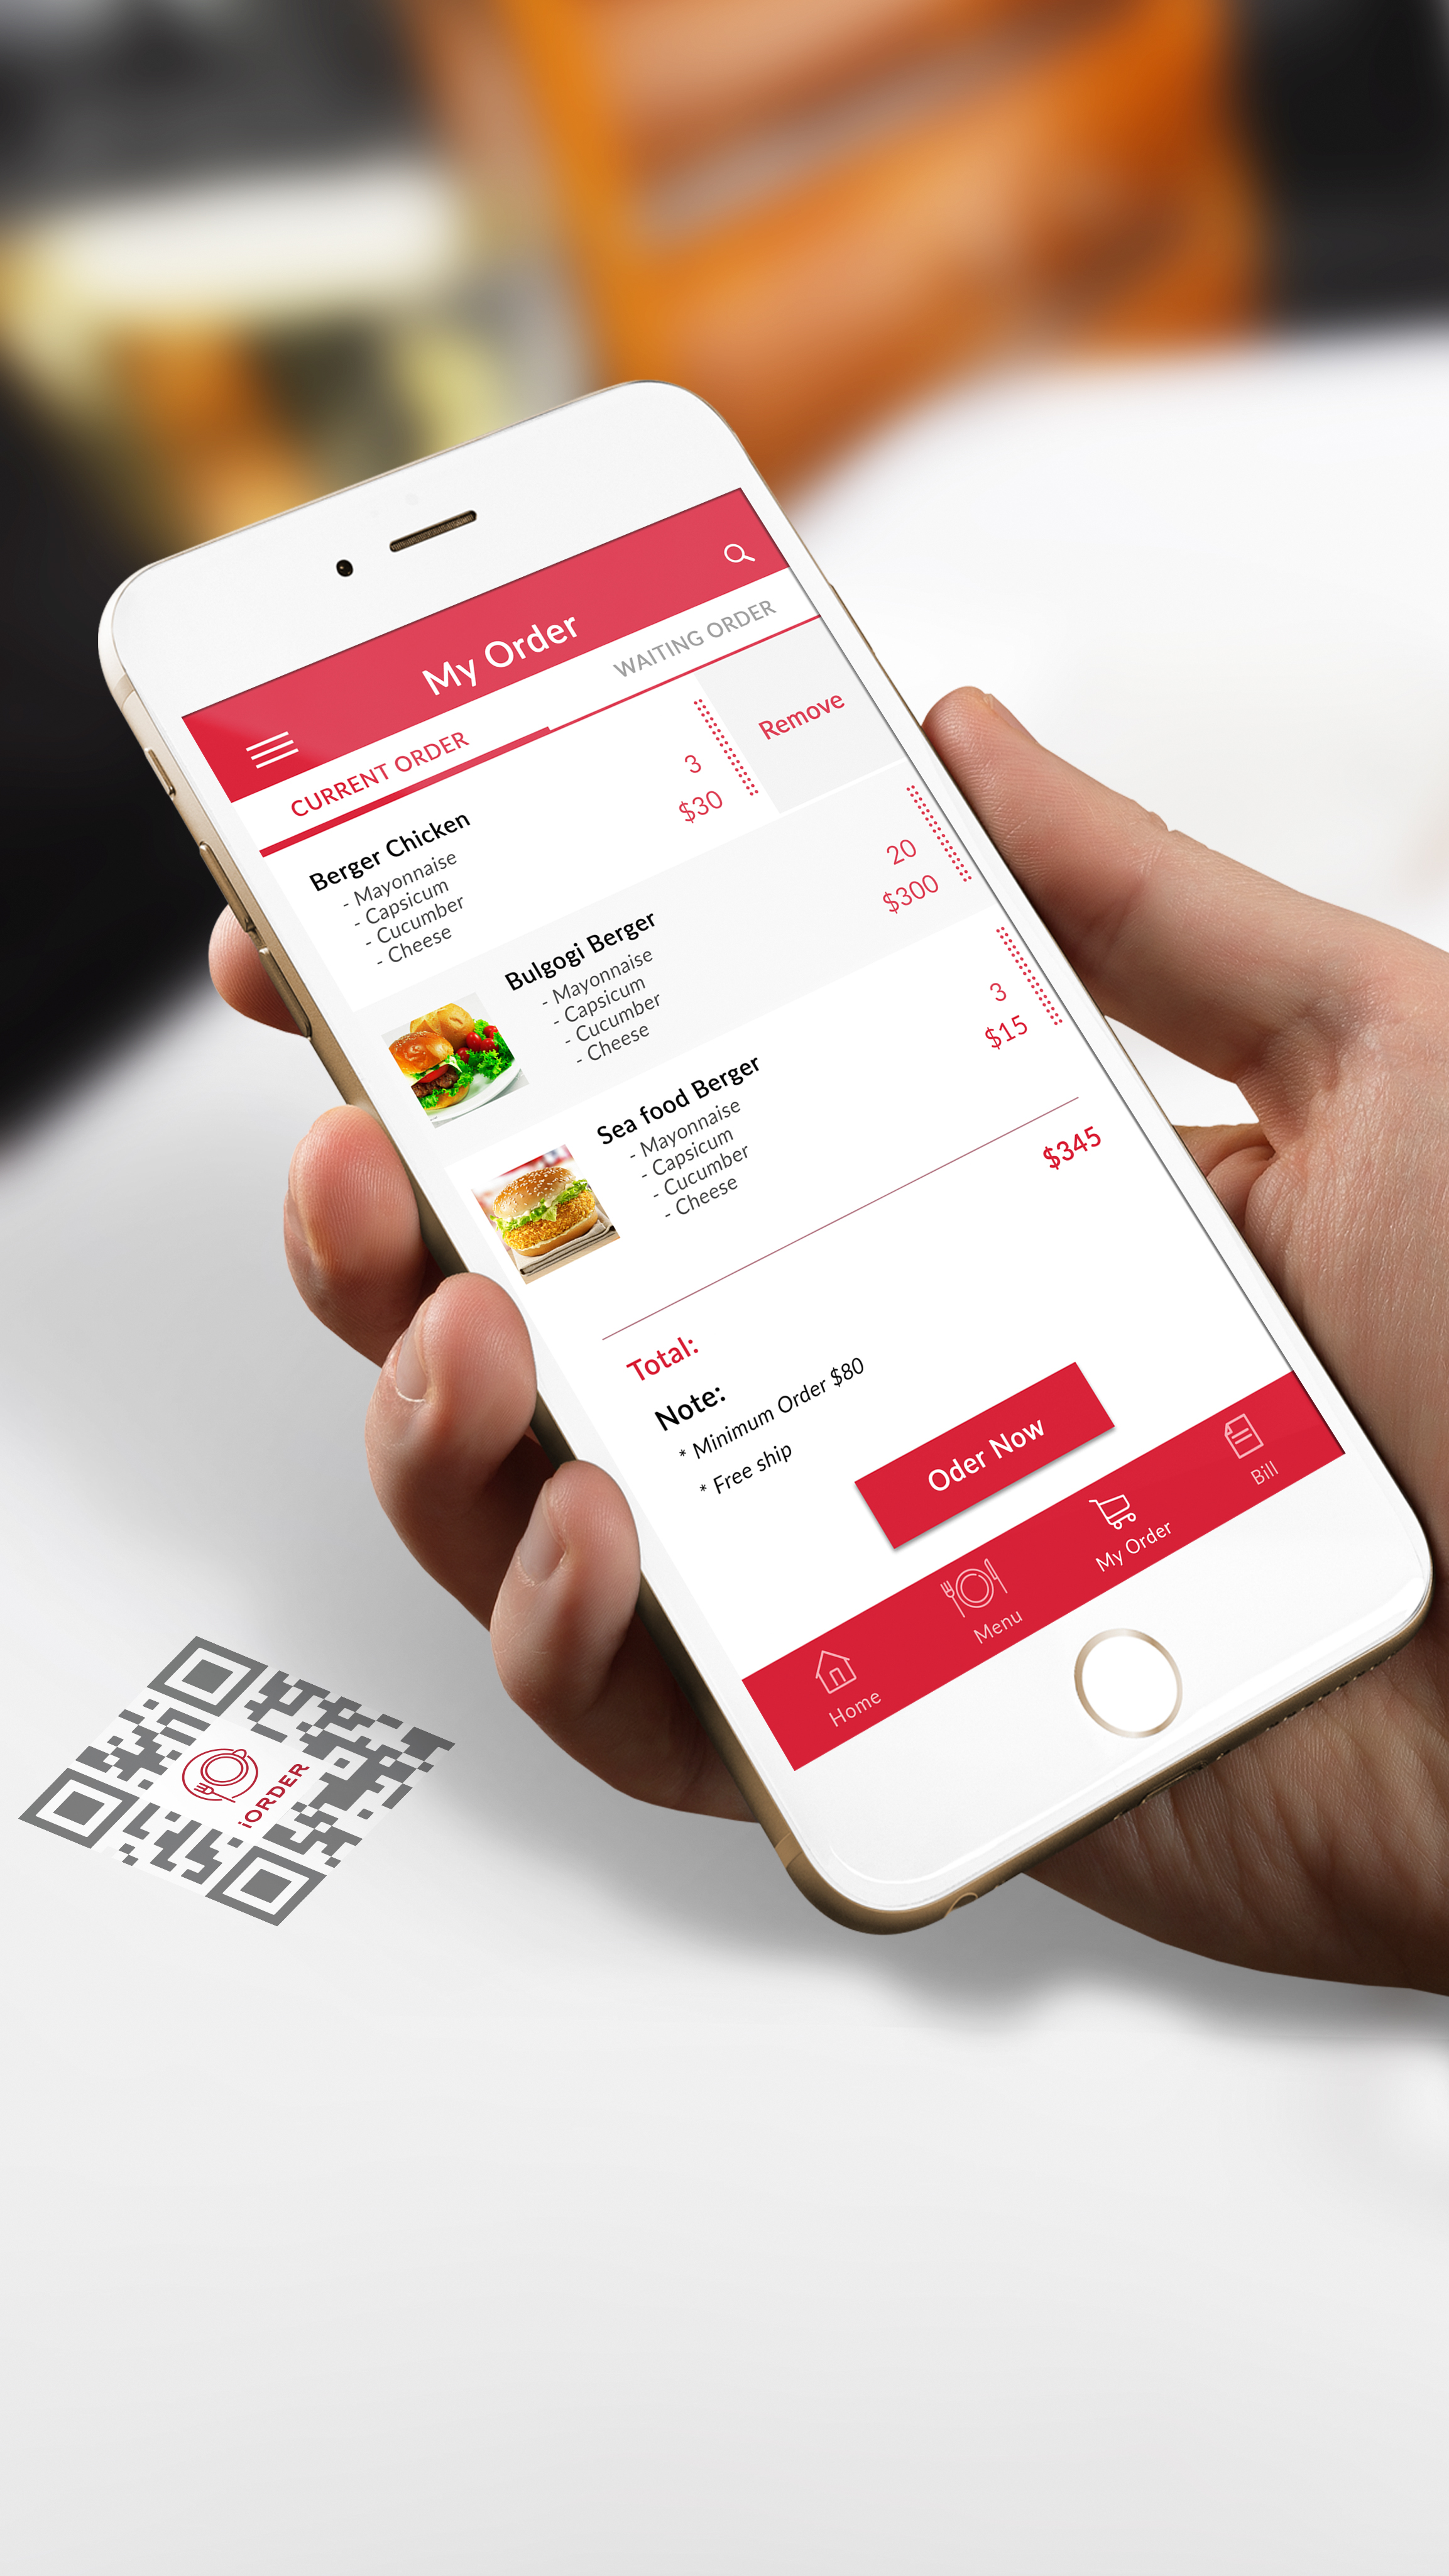 My Order
CURRENT ORDER
WAITING ORDER
Berger Chicken
- Mayonnaise
- Capsicum
- Cucumber
- Cheese
3
$30
Remove
Bulgogi Berger
- Mayonnaise
- Capsicum
- Cucumber
- Cheese
20
$300
Sea food Berger
- Mayonnaise
- Capsicum
- Cucumber
- Cheese
3
$15
Total:
$345
Note:
* Minimum Order $80
* Free ship
Oder Now
Home
Menu
My Order
Bill
iORDER